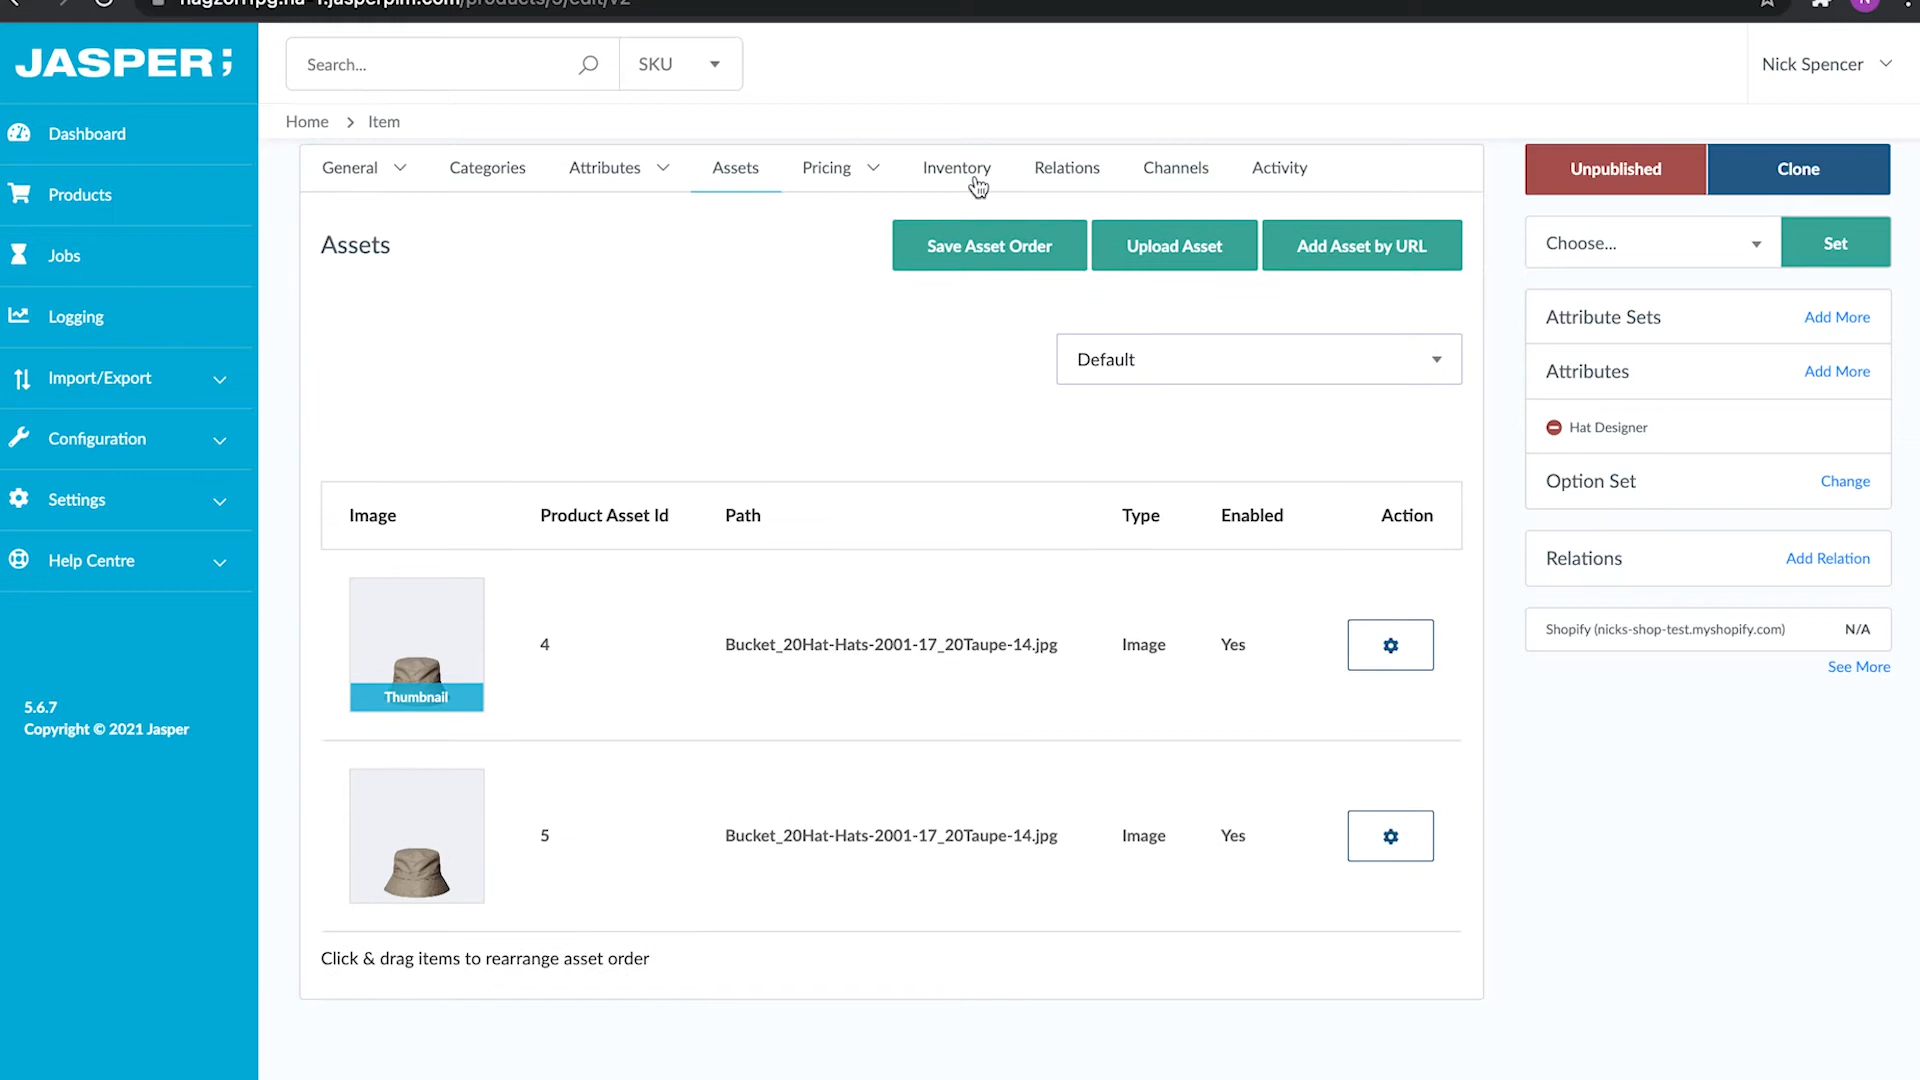 JASPER;
Search...
SKU
Nick Spencer
Dashboard
Products
Jobs
Logging
Import/Export
Configuration
Settings
Help Centre
5.6.7
Copyright © 2021 Jasper
Home > Item
General Categories Attributes Assets Pricing Inventory Relations Channels Activity
Assets
Save Asset Order Upload Asset Add Asset by URL
Default
Image Product Asset Id Path Type Enabled Action
Thumbnail
4 Bucket_20Hat-Hats-2001-17_20Taupe-14.jpg Image Yes
5 Bucket_20Hat-Hats-2001-17_20Taupe-14.jpg Image Yes
Click & drag items to rearrange asset order
Unpublished Clone
Choose... Set
Attribute Sets Add More
Attributes Add More
Hat Designer
Option Set Change
Relations Add Relation
Shopify (nicks-shop-test.myshopify.com) N/A
See More